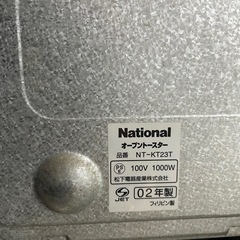 National
オーブントースター
品番 NT-KT23T
PS E 100V 1000W
松下電器産業株式会社
S JET 02年製
フィリピン製